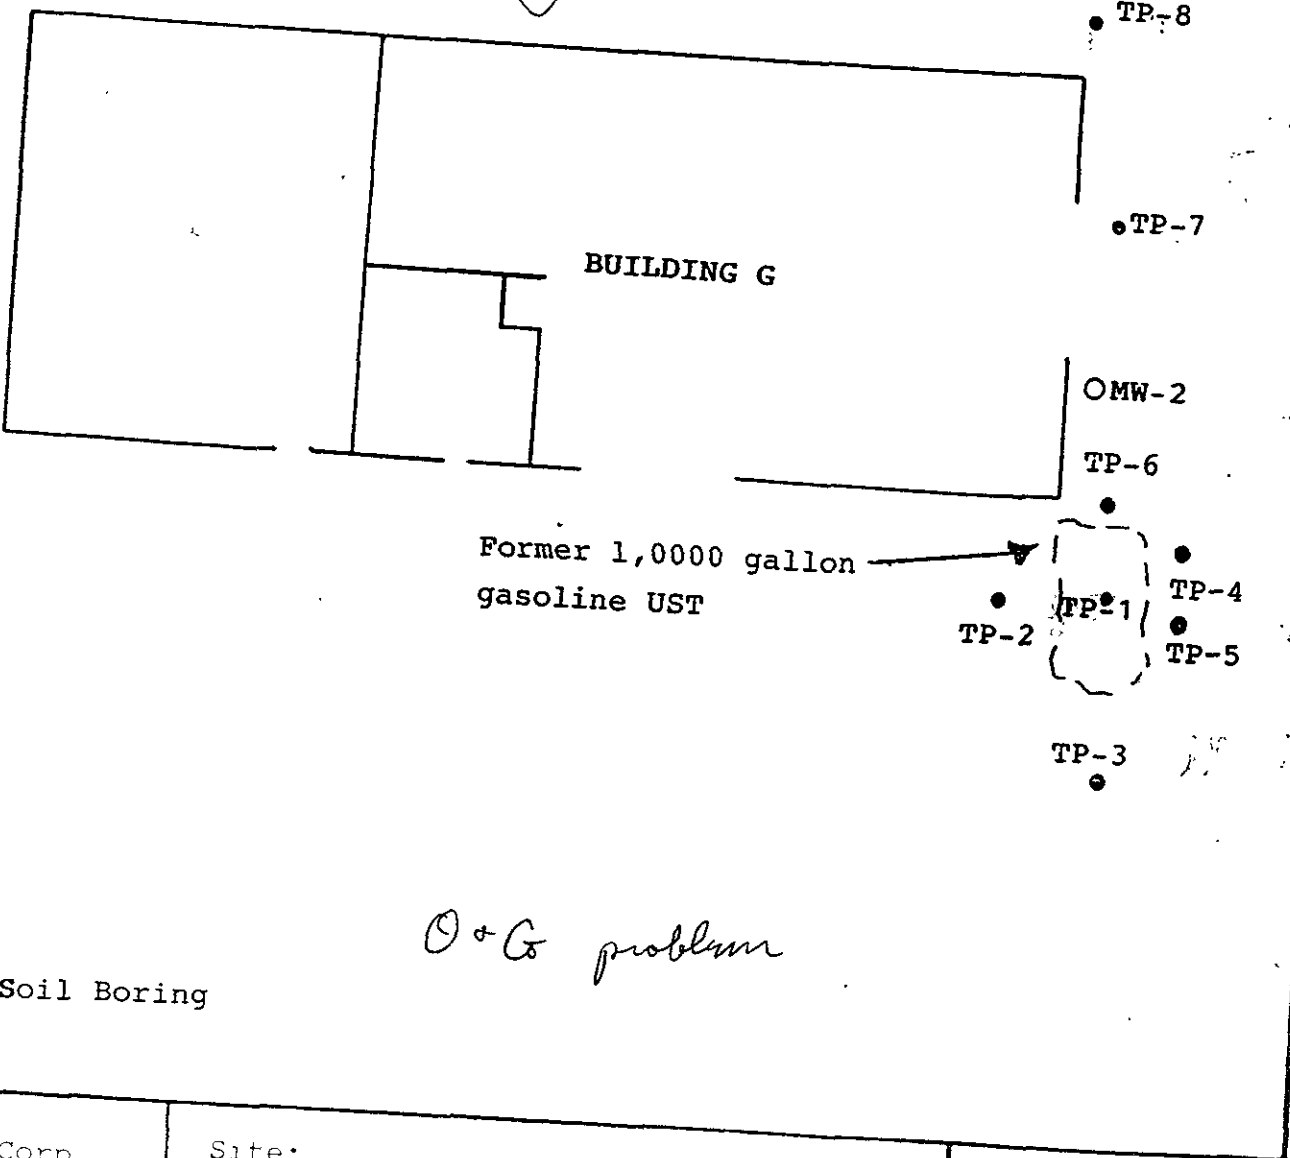 TP-8
TP-7
BUILDING G
MW-2
TP-6
Former 1,0000 gallon
gasoline UST
TP-4
TP-1
TP-2
TP-5
TP-3
O & G problem
Soil Boring
Corp
Site: